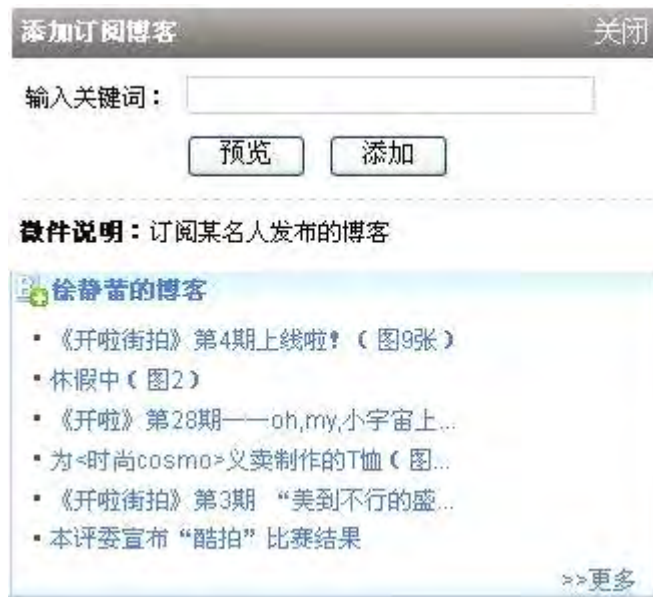 添加订阅博客 关闭
输入关键词：
预览 添加
微件说明：订阅某名人发布的博客
徐静蕾的博客
《开啦街拍》第4期上线啦！（图9张）
休假中（图2）
《开啦》第28期——oh,my,小宇宙上...
为<时尚cosmo>义卖制作的T恤（图...
《开啦街拍》第3期 “美到不行的盛...
本评委宣布“酷拍”比赛结果
>>更多